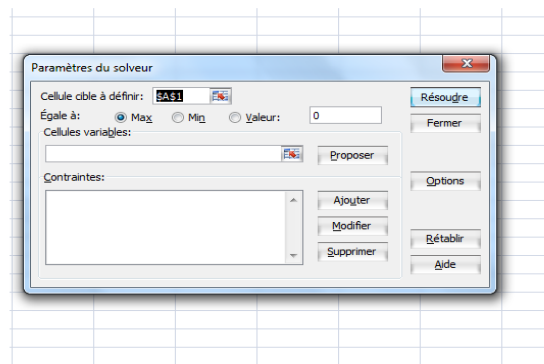 Paramètres du solveur
Cellule cible à définir: $A$1
Résoudre
Égale à: Max Min Valeur: 0
Fermer
Cellules variables:
Proposer
Contraintes:
Options
Ajouter
Modifier
Supprimer
Rétablir
Aide